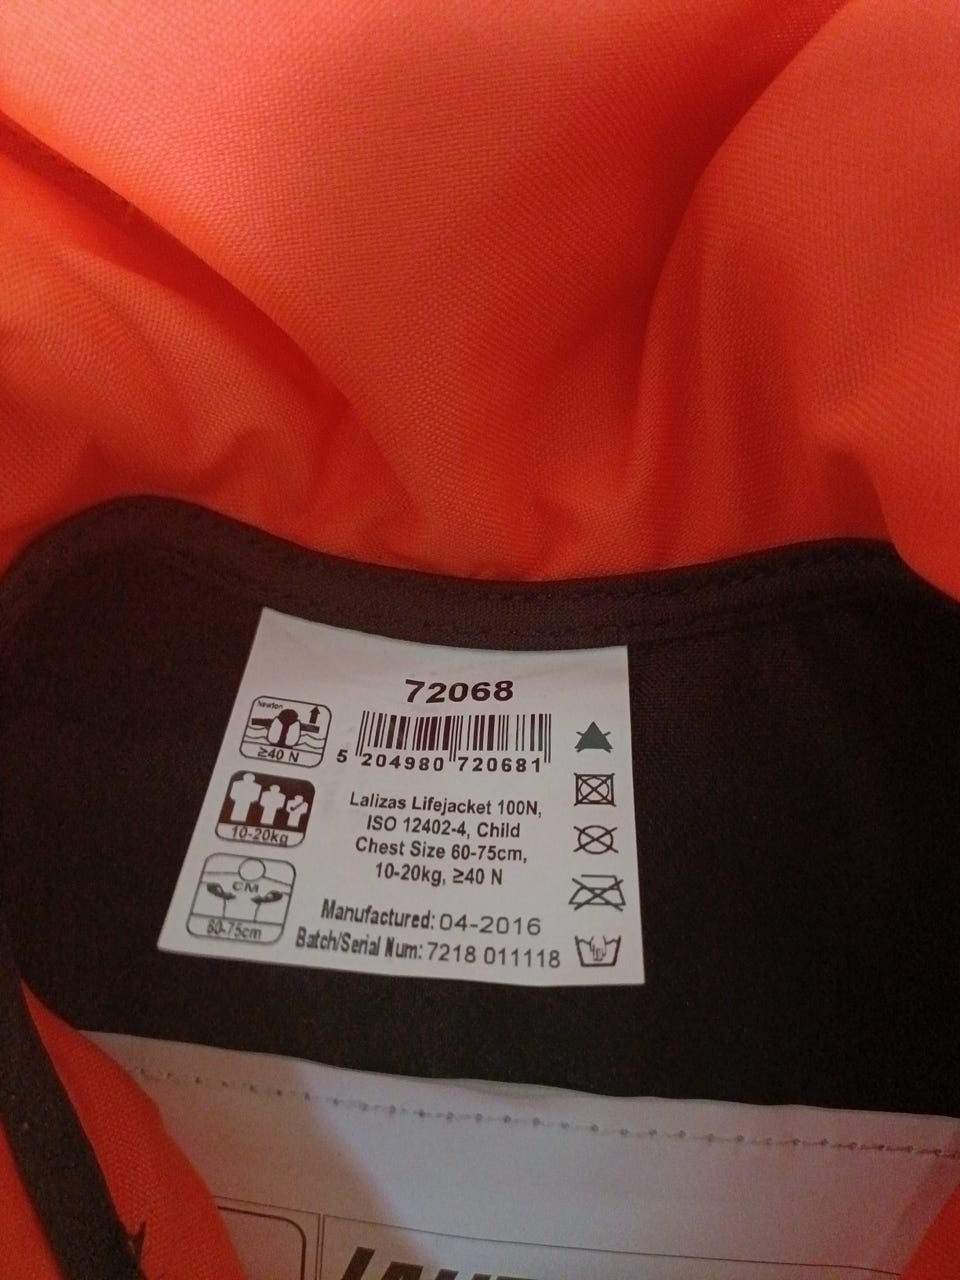 72068
Newton
≥40 N
5 204980 720681
10-20kg
CM
60-75cm
Lalizas Lifejacket 100N,
ISO 12402-4, Child
Chest Size 60-75cm,
10-20kg, ≥40 N
Manufactured: 04-2016
Batch/Serial Num: 7218 011118